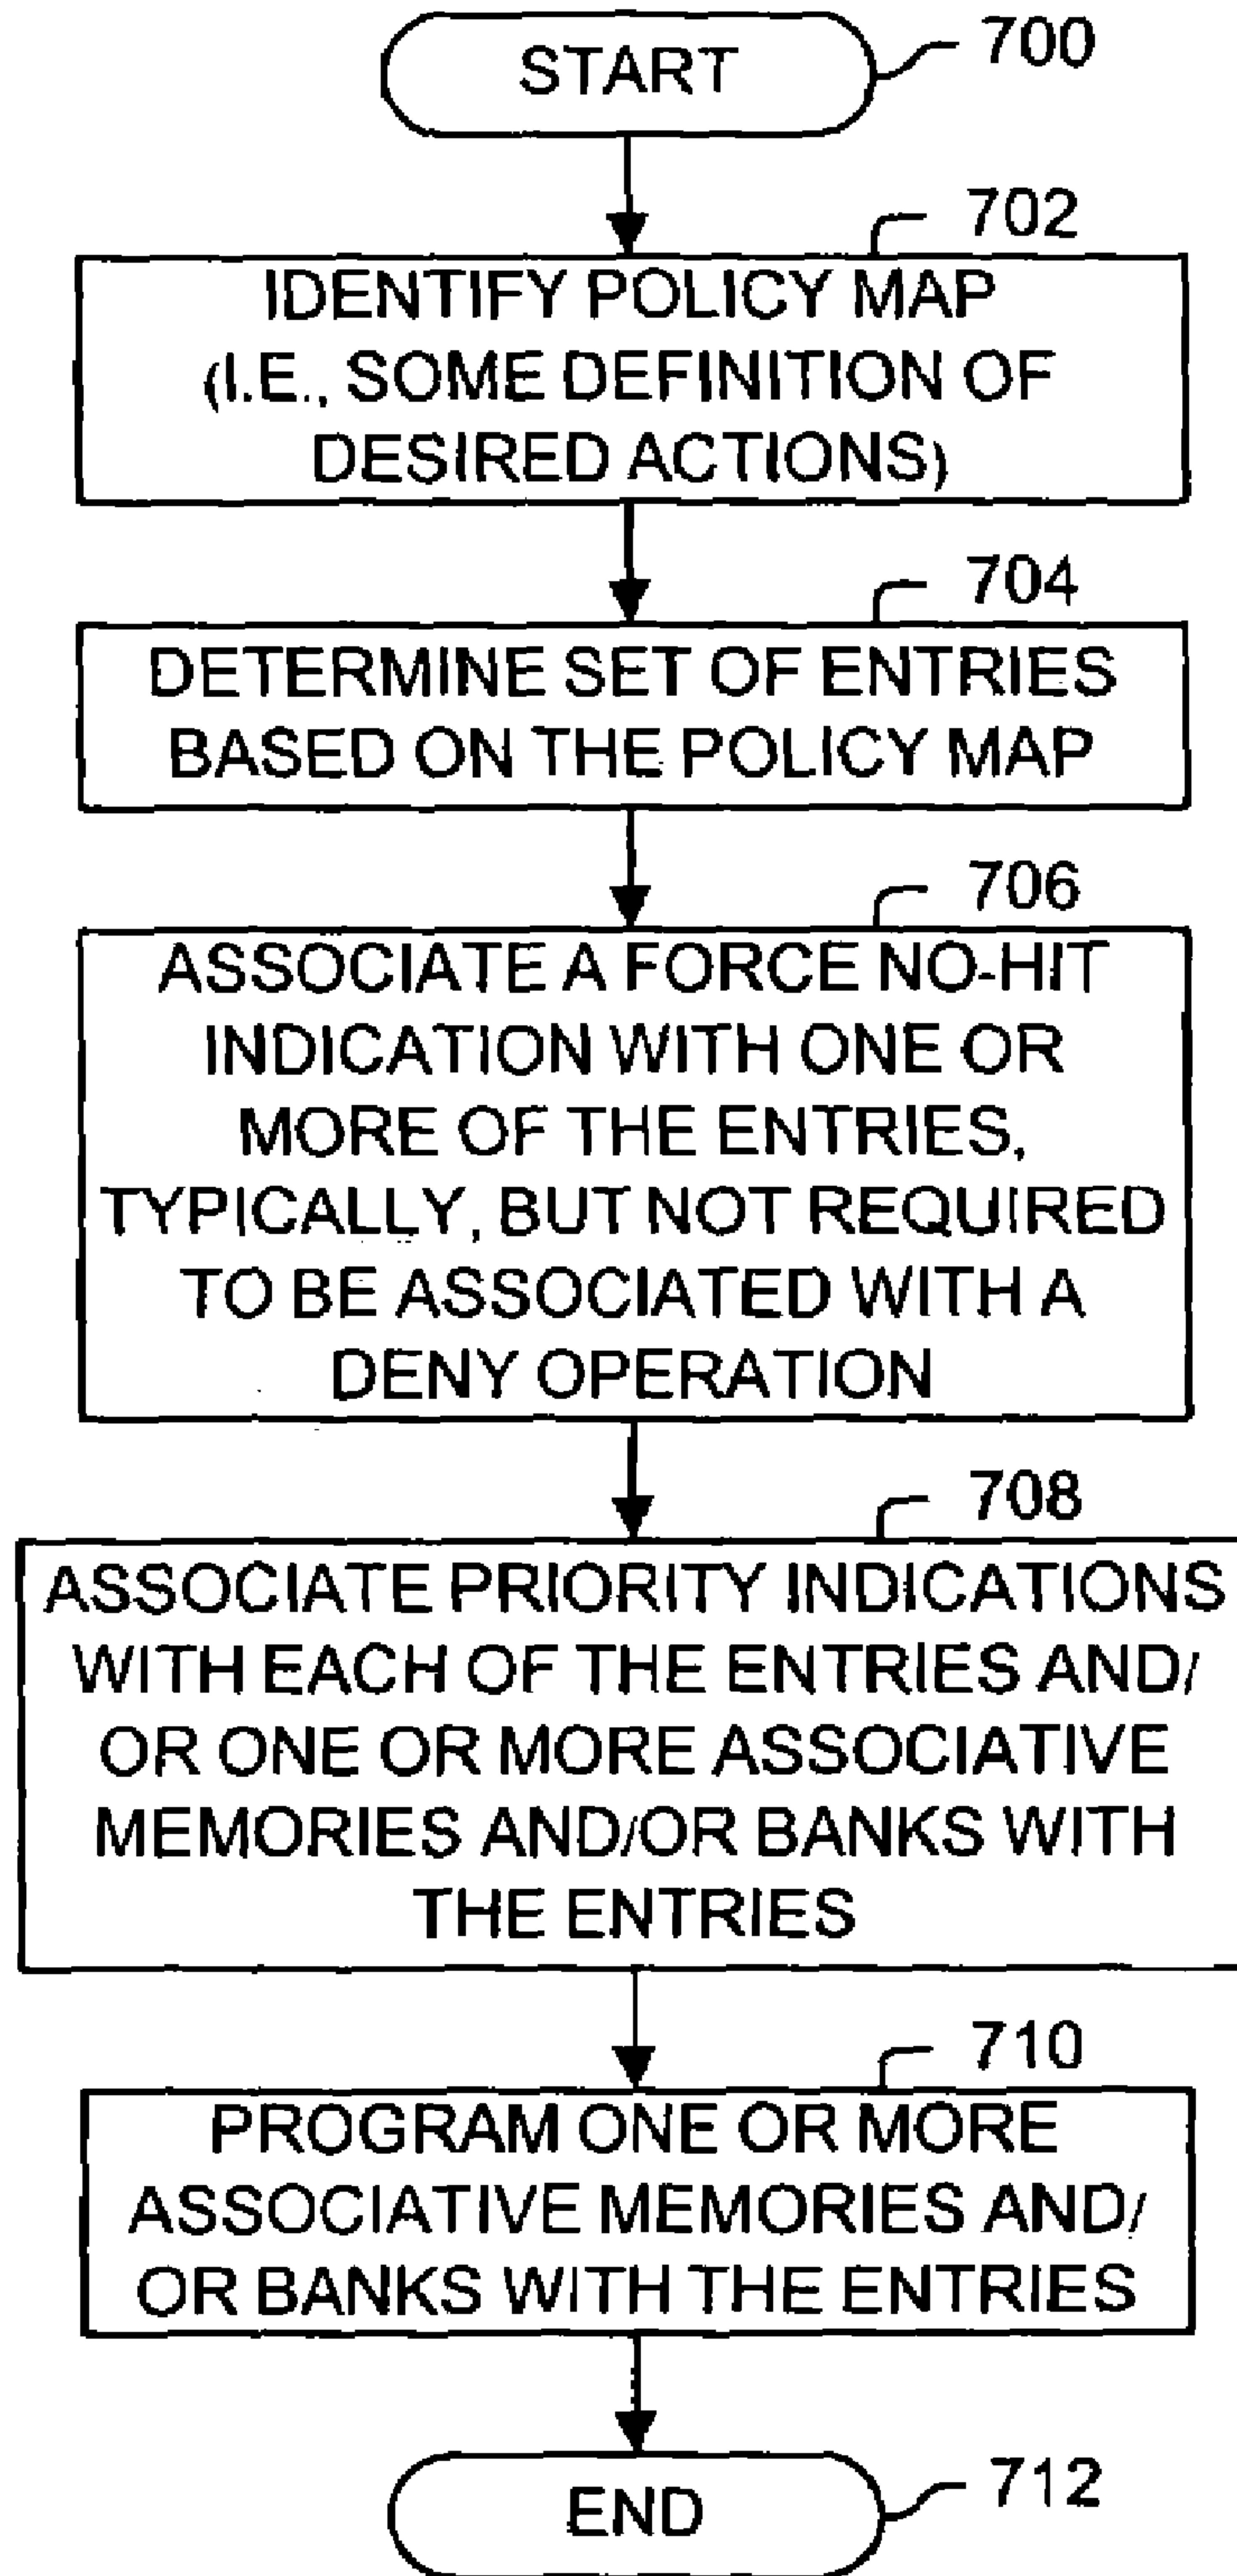 START
700
702
IDENTIFY POLICY MAP
(I.E., SOME DEFINITION OF
DESIRED ACTIONS)
704
DETERMINE SET OF ENTRIES
BASED ON THE POLICY MAP
706
ASSOCIATE A FORCE NO-HIT
INDICATION WITH ONE OR
MORE OF THE ENTRIES,
TYPICALLY, BUT NOT REQUIRED
TO BE ASSOCIATED WITH A
DENY OPERATION
708
ASSOCIATE PRIORITY INDICATIONS
WITH EACH OF THE ENTRIES AND/
OR ONE OR MORE ASSOCIATIVE
MEMORIES AND/OR BANKS WITH
THE ENTRIES
710
PROGRAM ONE OR MORE
ASSOCIATIVE MEMORIES AND/
OR BANKS WITH THE ENTRIES
END
712